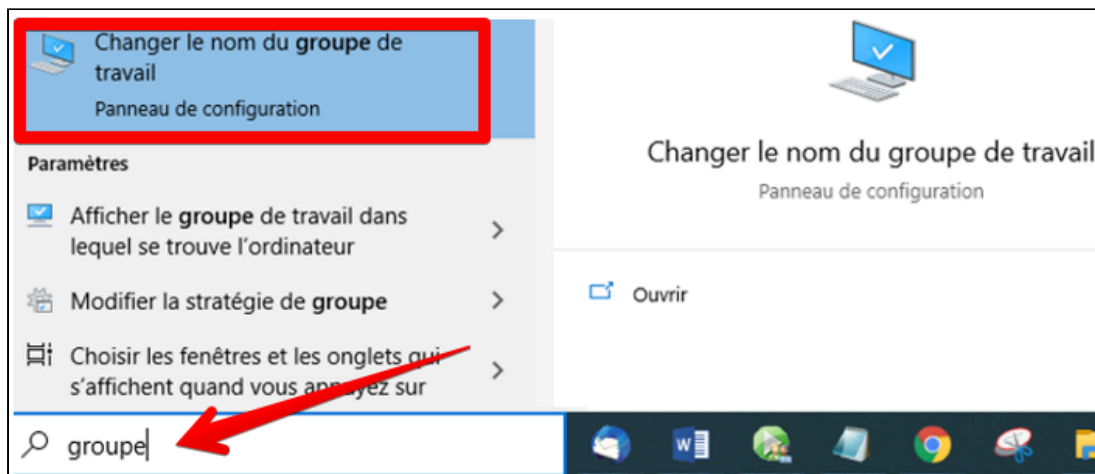 Changer le nom du groupe de
travail
Panneau de configuration
Paramètres
Afficher le groupe de travail dans
lequel se trouve l'ordinateur
Modifier la stratégie de groupe
Choisir les fenêtres et les onglets qui
s'affichent quand vous appuyez sur
groupe
Changer le nom du groupe de travail
Panneau de configuration
Ouvrir
W